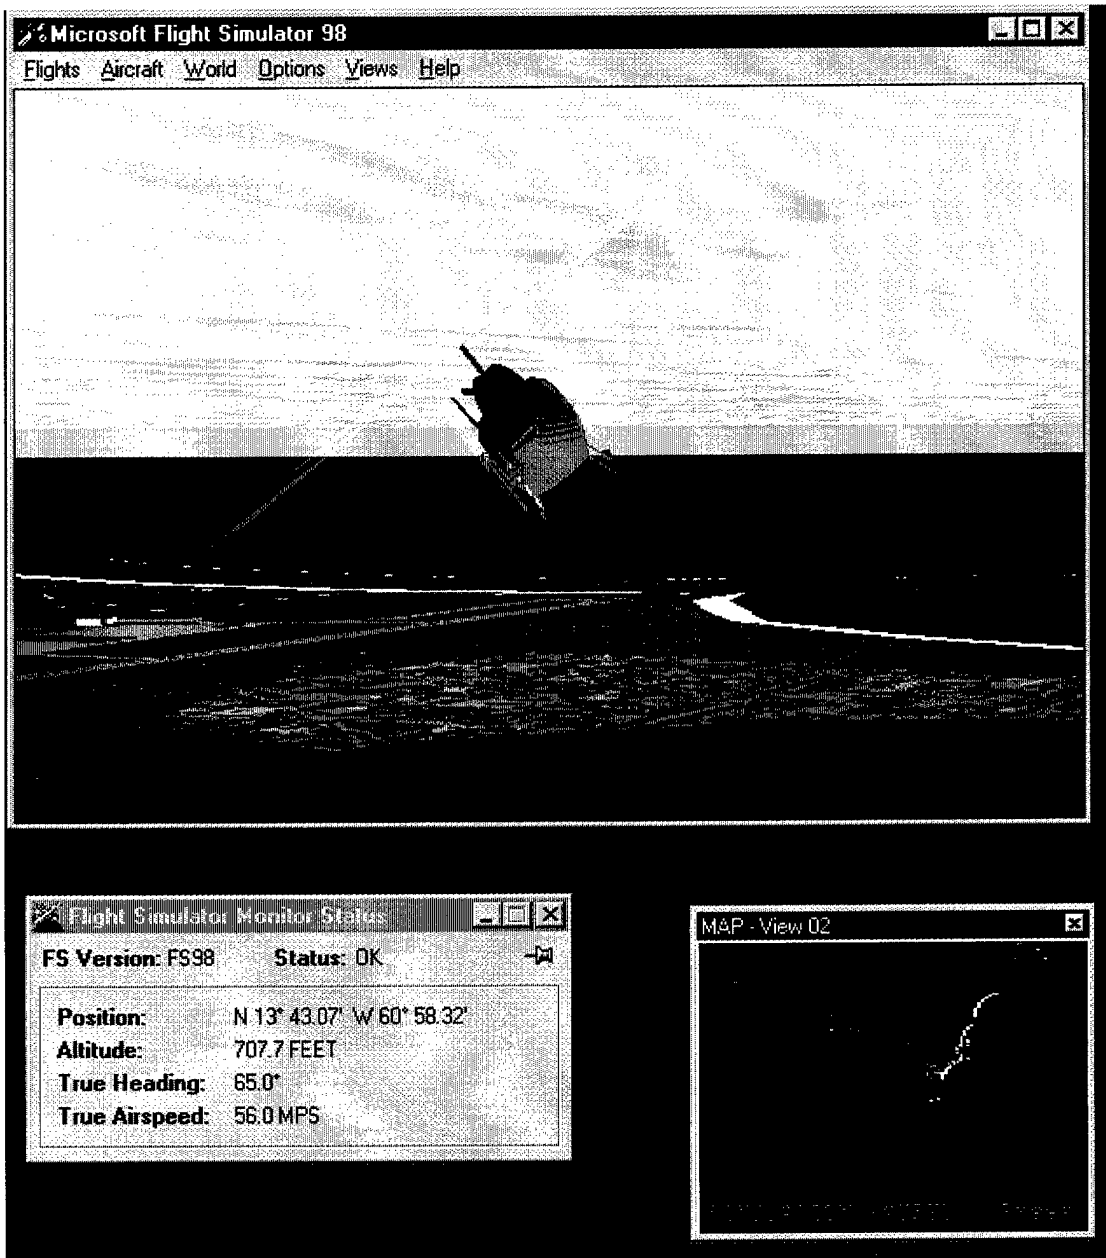 Microsoft Flight Simulator 98
Flights Aircraft World Options Views Help
Flight Simulator Monitor Status
FS Version: FS98 Status: OK
Position: N 13° 43.07' W 60° 58.32'
Altitude: 707.7 FEET
True Heading: 65.0°
True Airspeed: 56.0 MPS
MAP - View 02